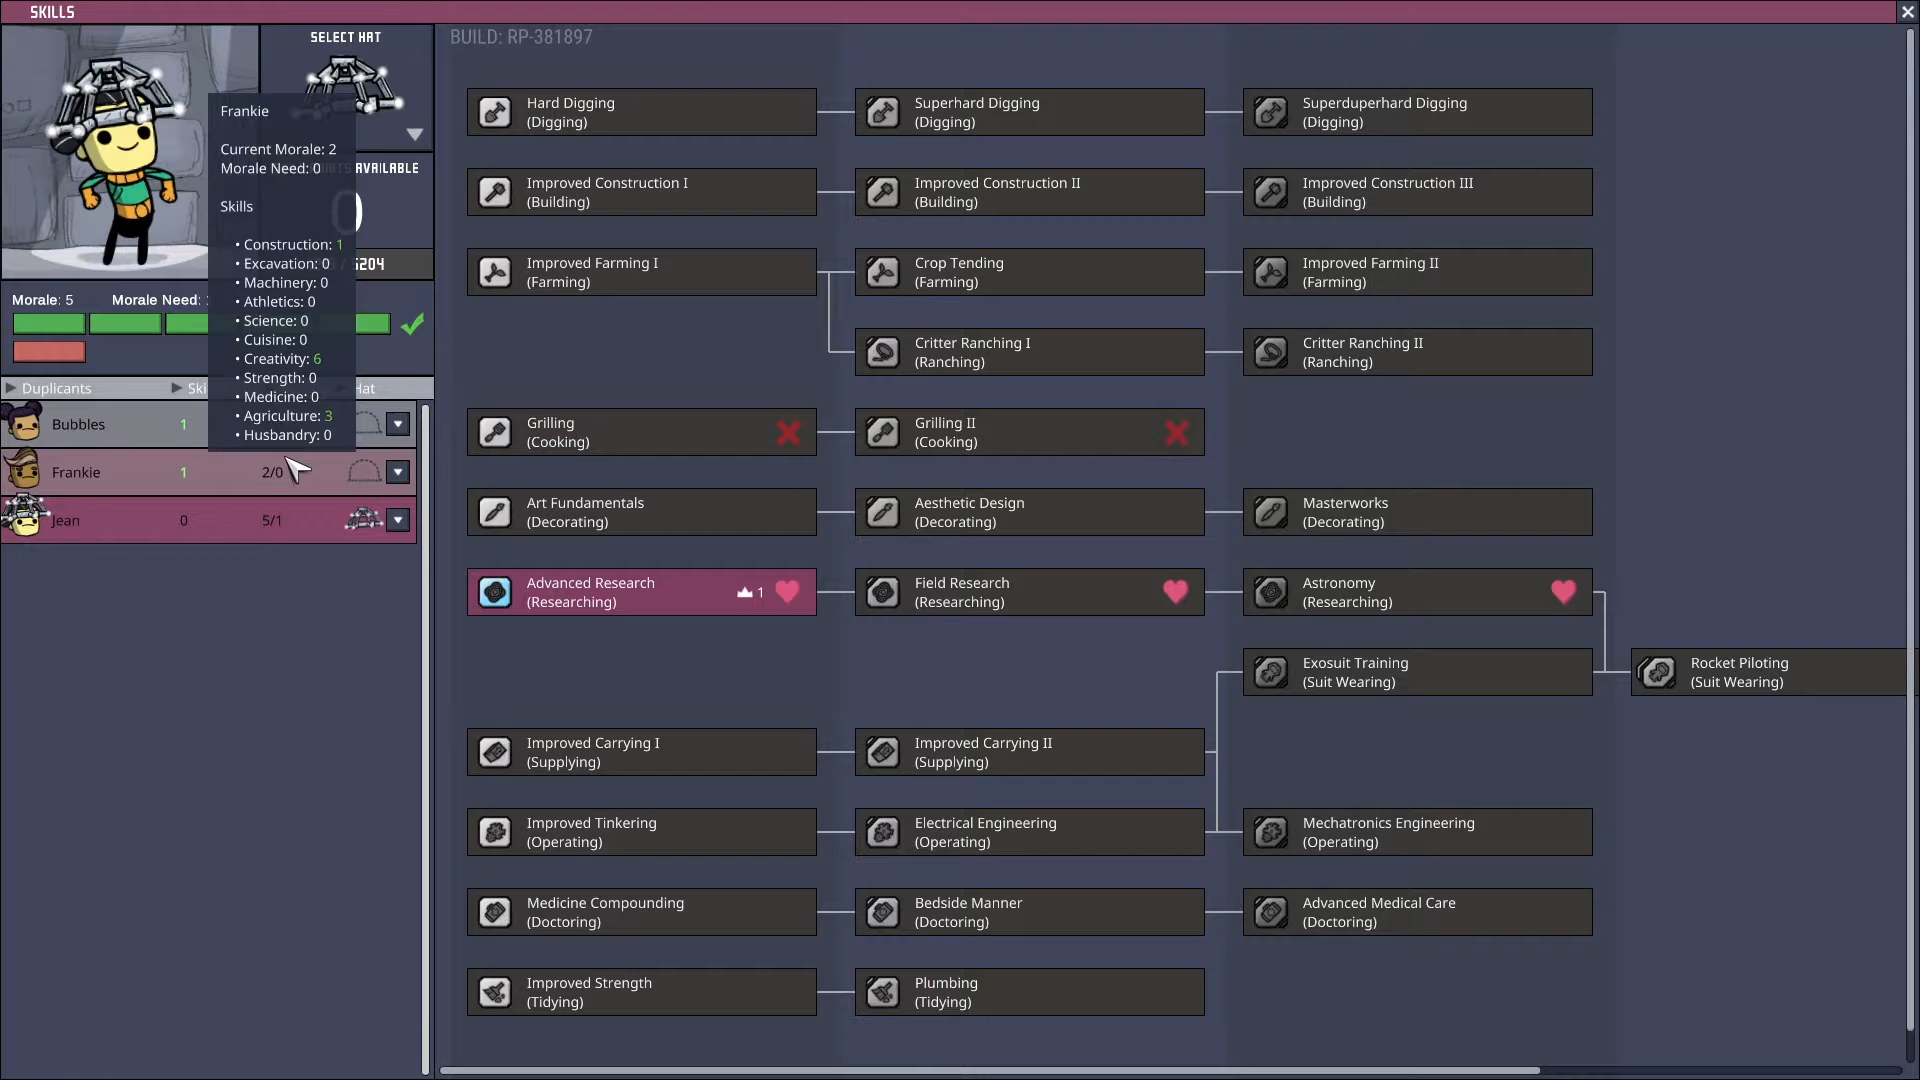 SKILLS
SELECT HAT
BUILD: RP-381897
Frankie
Current Morale: 2
Morale Need: 0
AVAILABLE
Skills
0
• Construction: 1
• Excavation: 0
/ 5204
• Machinery: 0
• Athletics: 0
• Science: 0
• Cuisine: 0
• Creativity: 6
• Strength: 0
• Medicine: 0
• Agriculture: 3
• Husbandry: 0
Morale: 5 Morale Need:
Duplicants Hat
Bubbles 1
Frankie 1 2/0
Jean 0 5/1
Hard Digging
(Digging)
Superhard Digging
(Digging)
Superduperhard Digging
(Digging)
Improved Construction I
(Building)
Improved Construction II
(Building)
Improved Construction III
(Building)
Improved Farming I
(Farming)
Crop Tending
(Farming)
Improved Farming II
(Farming)
Critter Ranching I
(Ranching)
Critter Ranching II
(Ranching)
Grilling
(Cooking)
Grilling II
(Cooking)
Art Fundamentals
(Decorating)
Aesthetic Design
(Decorating)
Masterworks
(Decorating)
Advanced Research
(Researching)
1
Field Research
(Researching)
Astronomy
(Researching)
Exosuit Training
(Suit Wearing)
Rocket Piloting
(Suit Wearing)
Improved Carrying I
(Supplying)
Improved Carrying II
(Supplying)
Improved Tinkering
(Operating)
Electrical Engineering
(Operating)
Mechatronics Engineering
(Operating)
Medicine Compounding
(Doctoring)
Bedside Manner
(Doctoring)
Advanced Medical Care
(Doctoring)
Improved Strength
(Tidying)
Plumbing
(Tidying)